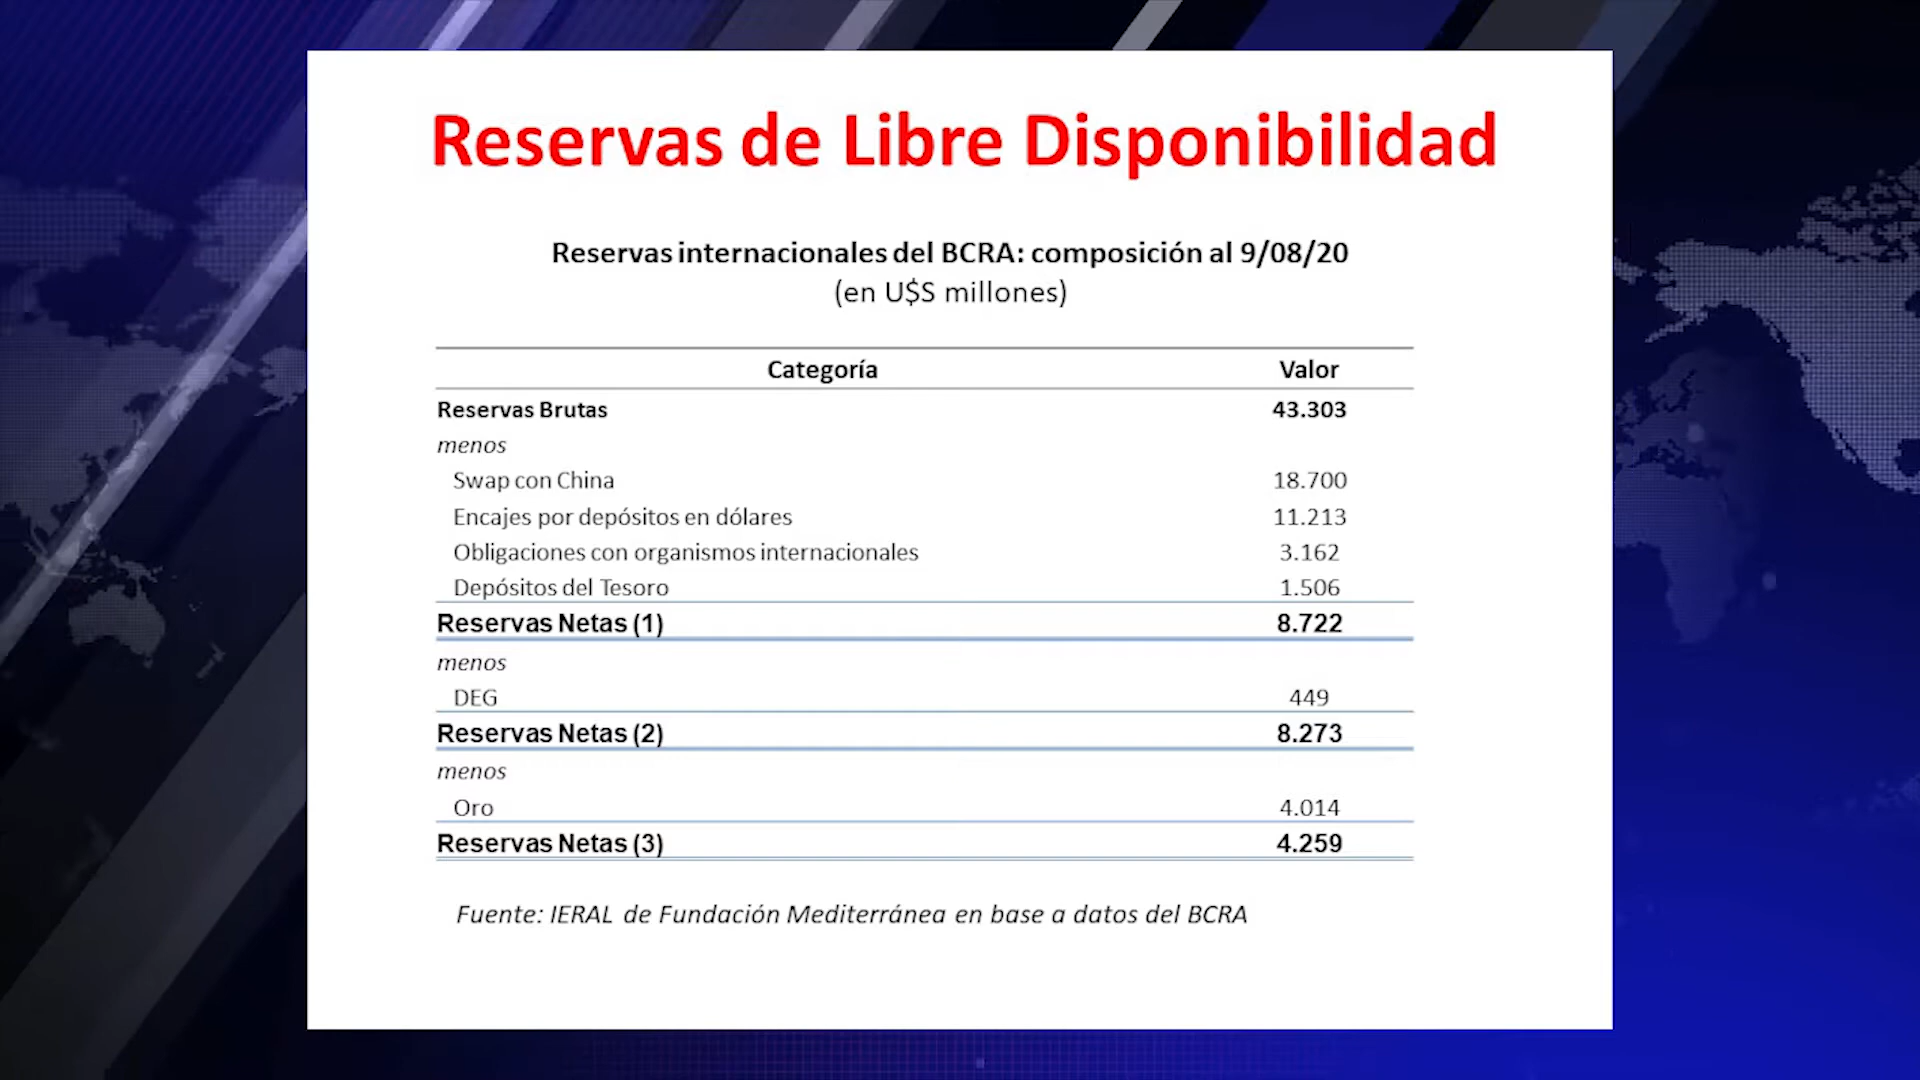 Reservas de Libre Disponibilidad
Reservas internacionales del BCRA: composición al 9/08/20
(en U$S millones)
Categoría Valor
Reservas Brutas 43.303
menos
Swap con China 18.700
Encajes por depósitos en dólares 11.213
Obligaciones con organismos internacionales 3.162
Depósitos del Tesoro 1.506
Reservas Netas (1) 8.722
menos
DEG 449
Reservas Netas (2) 8.273
menos
Oro 4.014
Reservas Netas (3) 4.259
Fuente: IERAL de Fundación Mediterránea en base a datos del BCRA